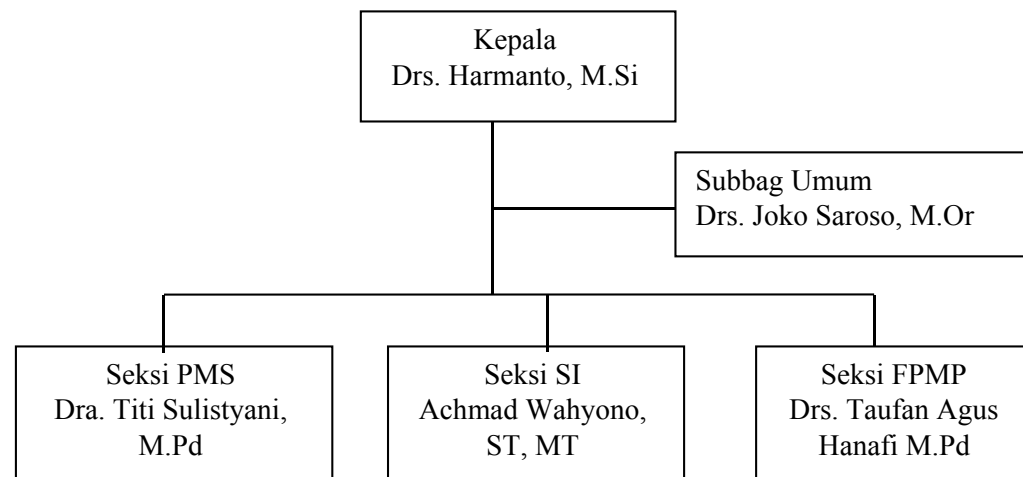 Kepala
Drs. Harmanto, M.Si
Subbag Umum
Drs. Joko Saroso, M.Or
Seksi PMS
Dra. Titi Sulistyani,
M.Pd
Seksi SI
Achmad Wahyono,
ST, MT
Seksi FPMP
Drs. Taufan Agus
Hanafi M.Pd